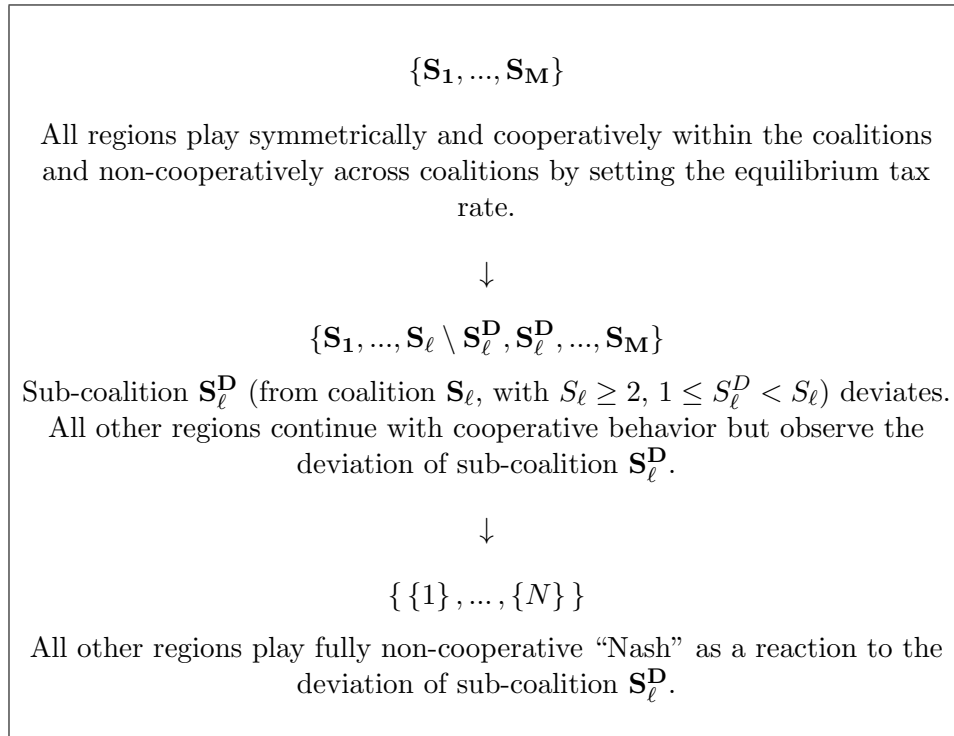 {S₁, ..., S_M}
All regions play symmetrically and cooperatively within the coalitions
and non-cooperatively across coalitions by setting the equilibrium tax
rate.
↓
{S₁, ..., S_ℓ \ S_ℓ^D, S_ℓ^D, ..., S_M}
Sub-coalition S_ℓ^D (from coalition S_ℓ, with S_ℓ ≥ 2, 1 ≤ S_ℓ^D < S_ℓ) deviates.
All other regions continue with cooperative behavior but observe the
deviation of sub-coalition S_ℓ^D.
↓
{ {1} , ... , {N} }
All other regions play fully non-cooperative “Nash” as a reaction to the
deviation of sub-coalition S_ℓ^D.